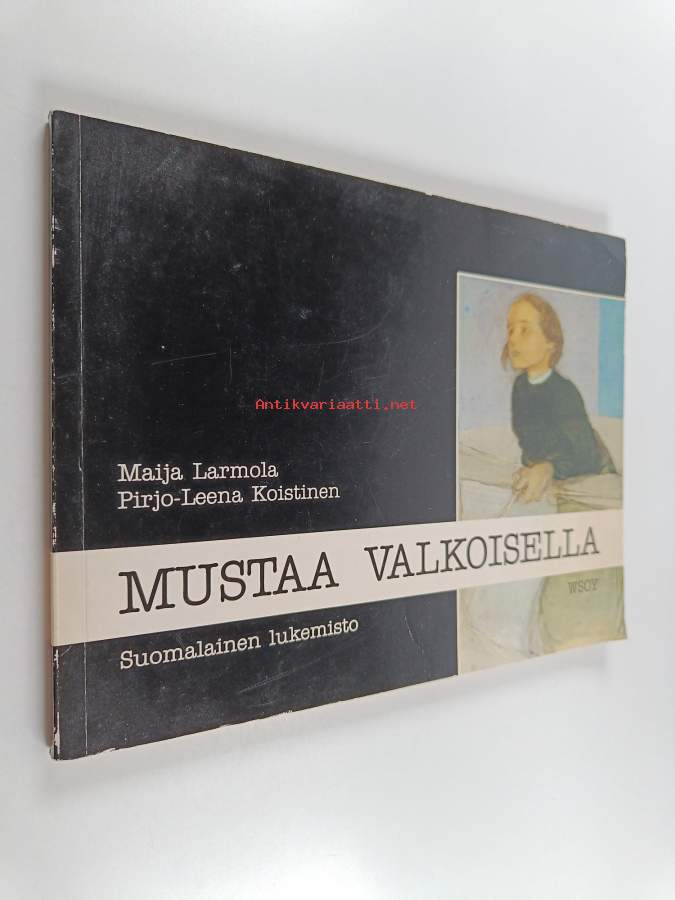 Antikvariaatti.net
Maija Larmola
Pirjo-Leena Koistinen
MUSTAA VALKOISELLA
WSOY
Suomalainen lukemisto